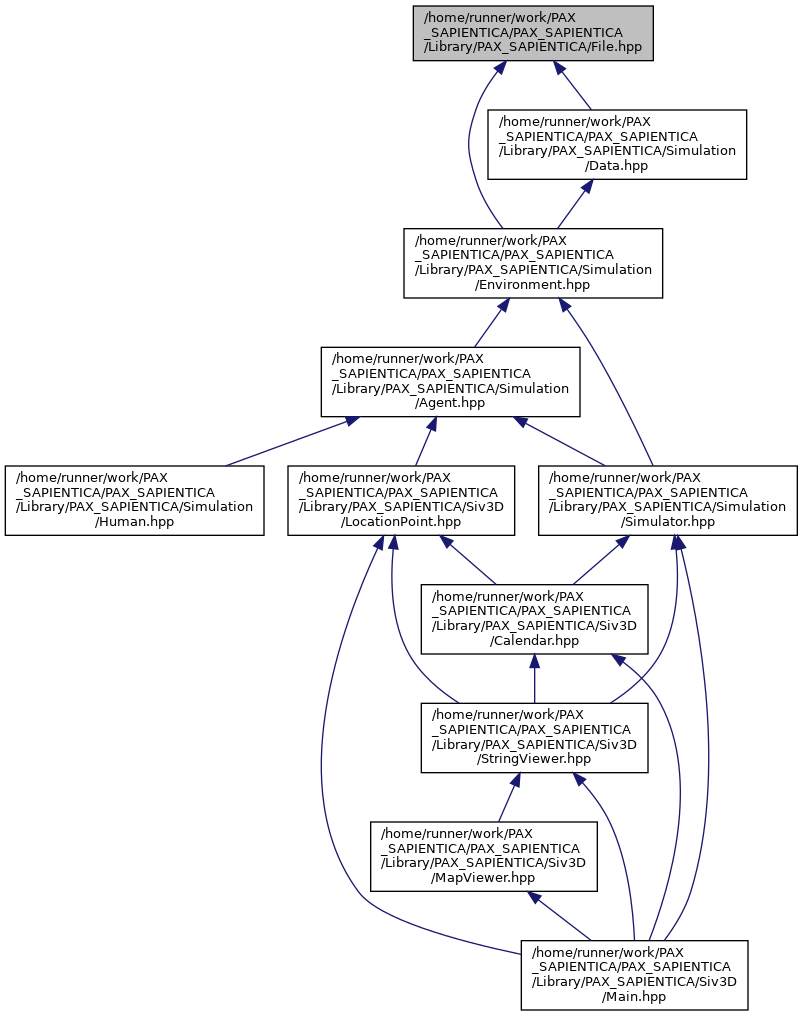 /home/runner/work/PAX
_SAPIENTICA/PAX_SAPIENTICA
/Library/PAX_SAPIENTICA/File.hpp
/home/runner/work/PAX
_SAPIENTICA/PAX_SAPIENTICA
/Library/PAX_SAPIENTICA/Simulation
/Data.hpp
/home/runner/work/PAX
_SAPIENTICA/PAX_SAPIENTICA
/Library/PAX_SAPIENTICA/Simulation
/Environment.hpp
/home/runner/work/PAX
_SAPIENTICA/PAX_SAPIENTICA
/Library/PAX_SAPIENTICA/Simulation
/Agent.hpp
/home/runner/work/PAX
_SAPIENTICA/PAX_SAPIENTICA
/Library/PAX_SAPIENTICA/Simulation
/Human.hpp
/home/runner/work/PAX
_SAPIENTICA/PAX_SAPIENTICA
/Library/PAX_SAPIENTICA/Siv3D
/LocationPoint.hpp
/home/runner/work/PAX
_SAPIENTICA/PAX_SAPIENTICA
/Library/PAX_SAPIENTICA/Simulation
/Simulator.hpp
/home/runner/work/PAX
_SAPIENTICA/PAX_SAPIENTICA
/Library/PAX_SAPIENTICA/Siv3D
/Calendar.hpp
/home/runner/work/PAX
_SAPIENTICA/PAX_SAPIENTICA
/Library/PAX_SAPIENTICA/Siv3D
/StringViewer.hpp
/home/runner/work/PAX
_SAPIENTICA/PAX_SAPIENTICA
/Library/PAX_SAPIENTICA/Siv3D
/MapViewer.hpp
/home/runner/work/PAX
_SAPIENTICA/PAX_SAPIENTICA
/Library/PAX_SAPIENTICA/Siv3D
/Main.hpp